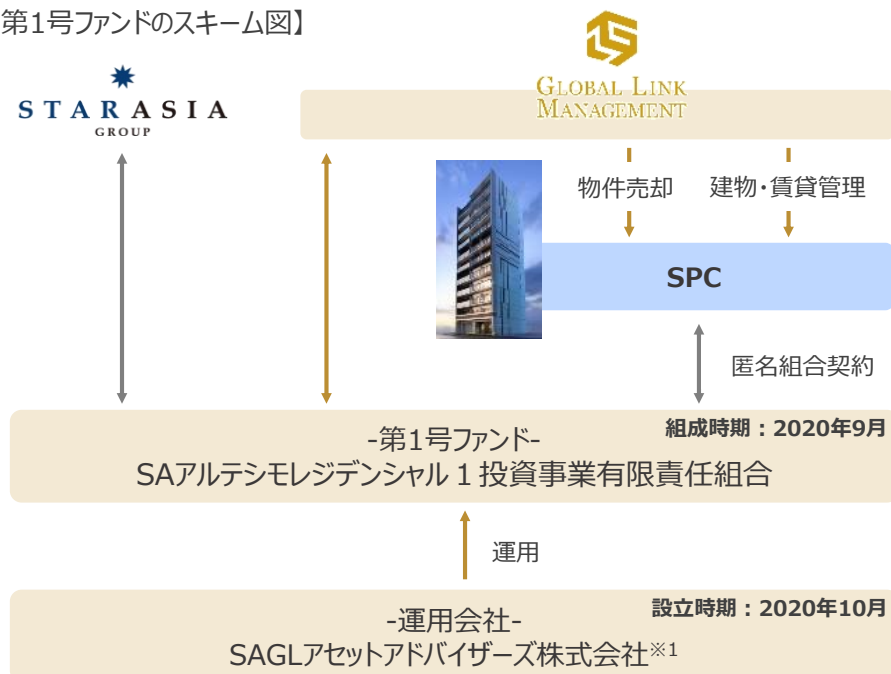 第1号ファンドのスキーム図】
STARASIA
GROUP
GLOBAL LINK
MANAGEMENT
物件売却
建物・賃貸管理
SPC
匿名組合契約
-第1号ファンド-
組成時期：2020年9月
SAアルテシモレジデンシャル１投資事業有限責任組合
運用
-運用会社-
設立時期：2020年10月
SAGLアセットアドバイザーズ株式会社※1